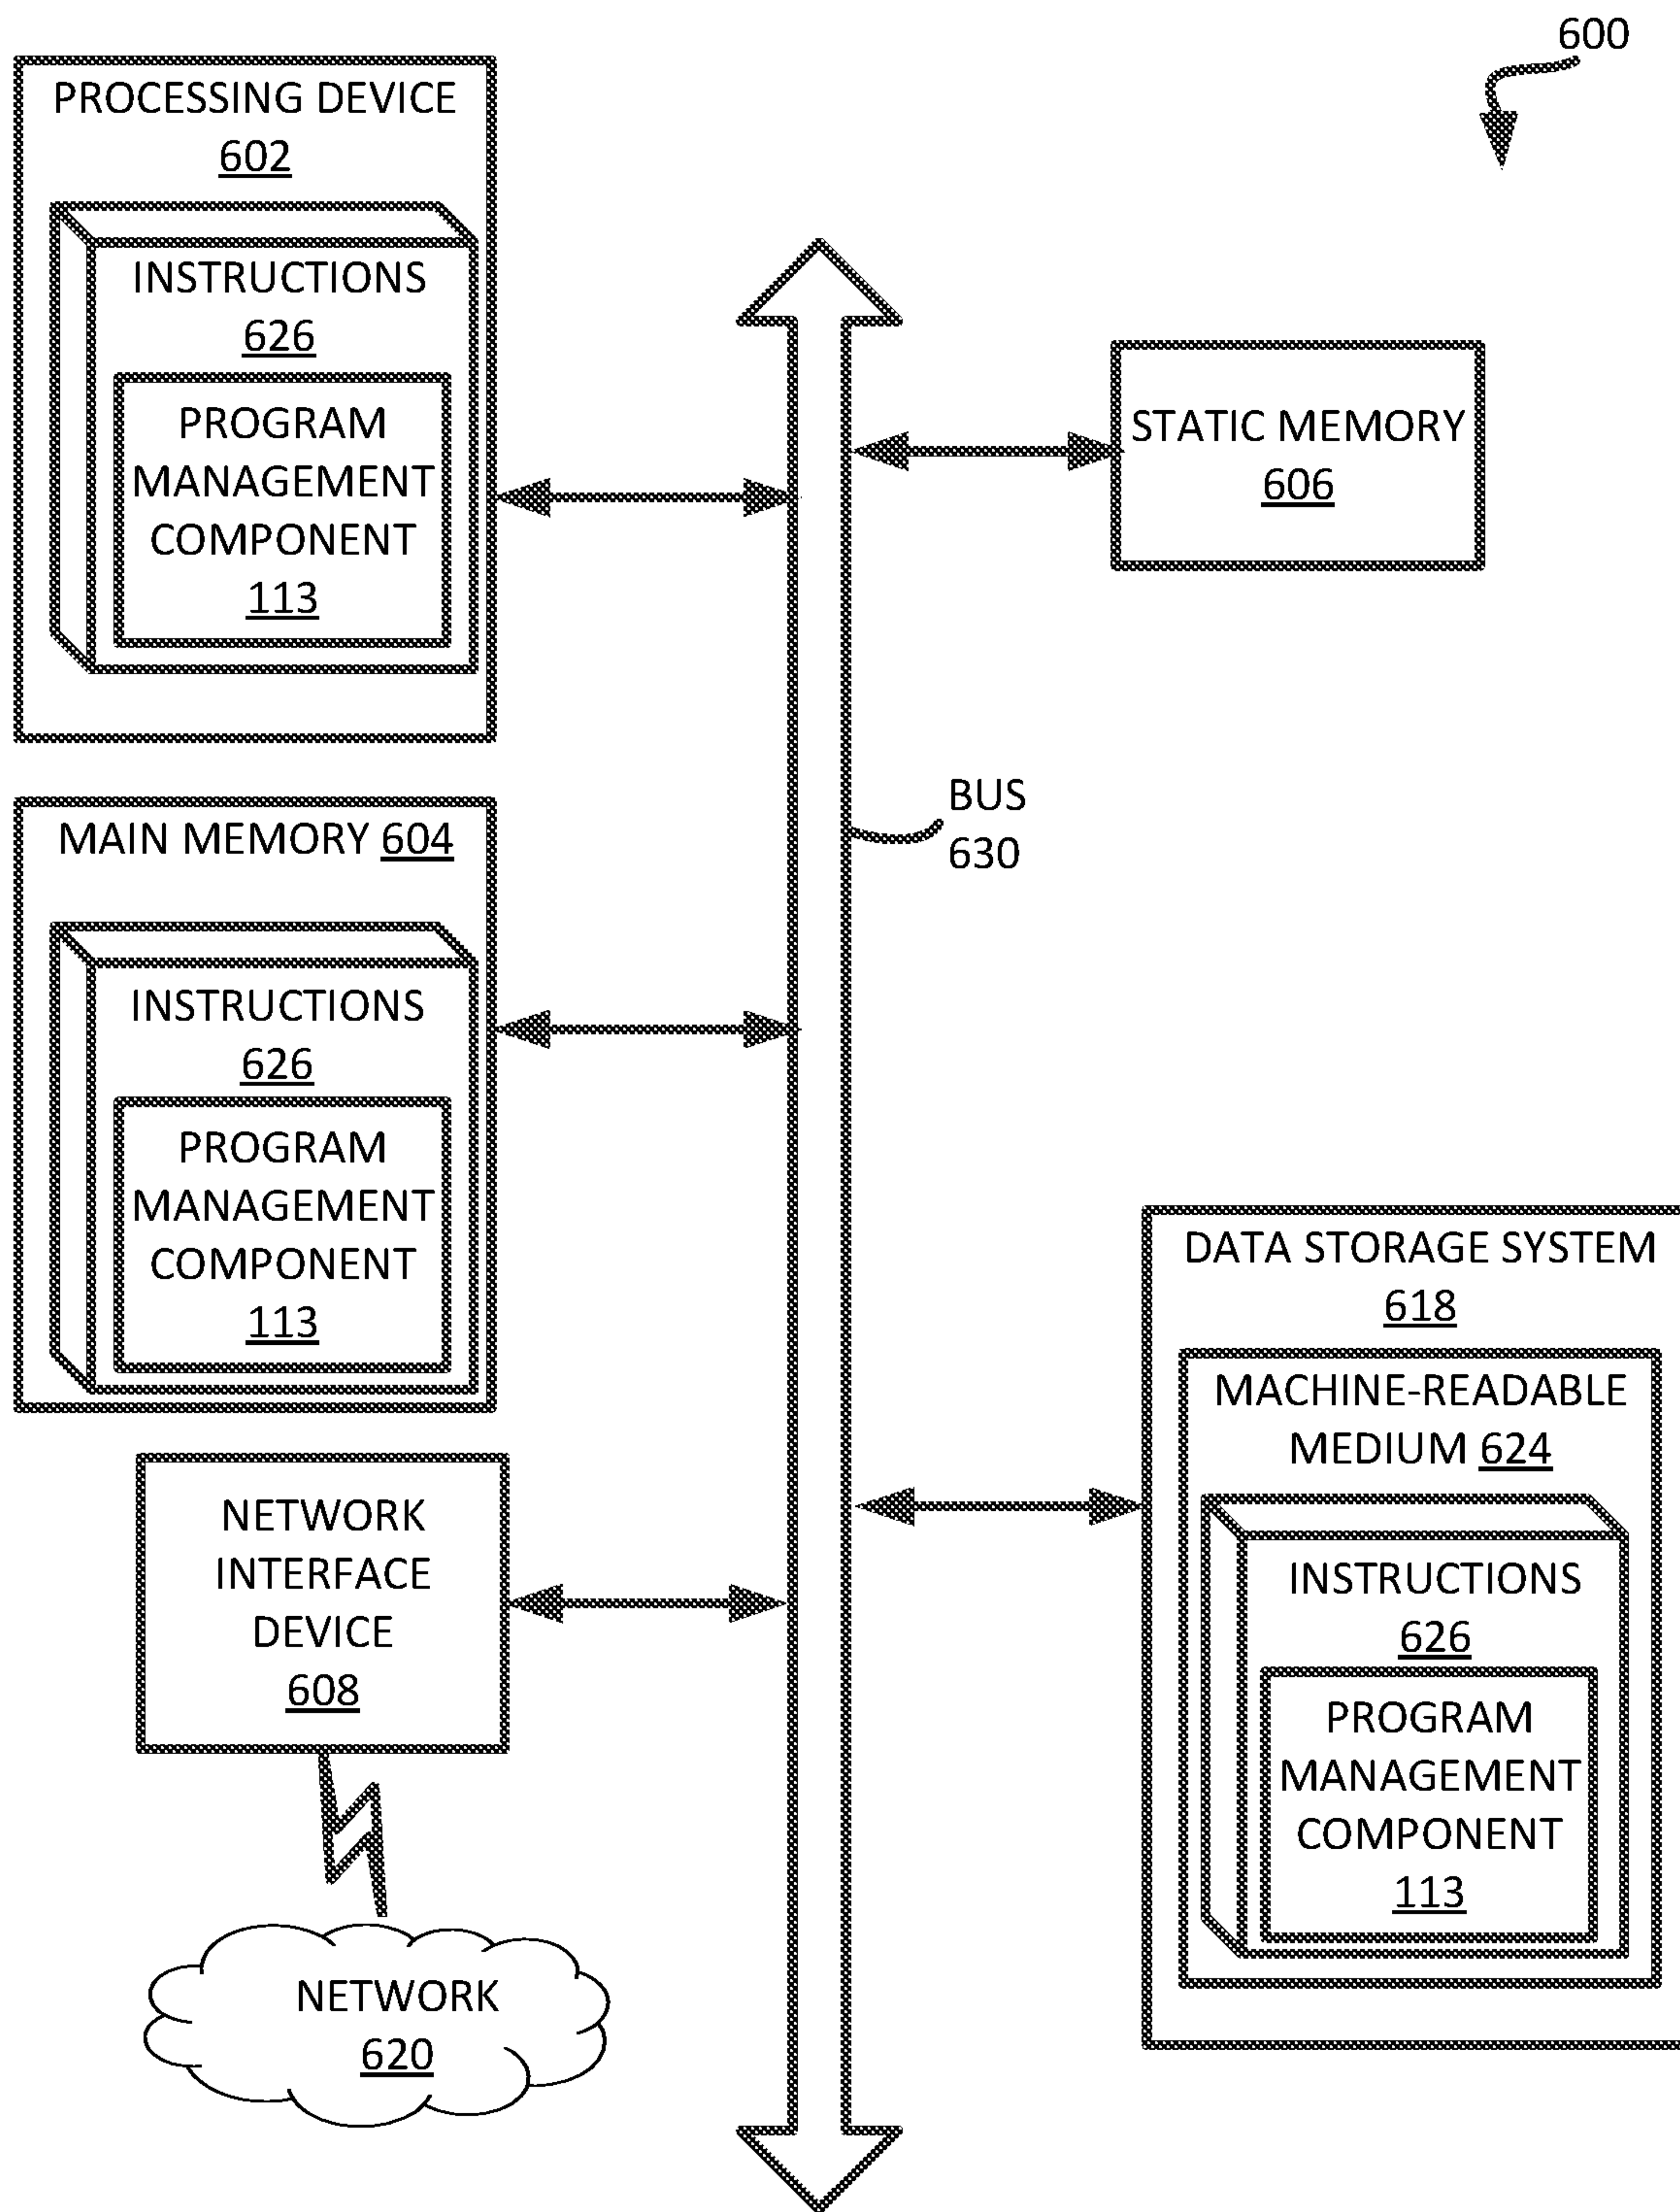 600
PROCESSING DEVICE
602
INSTRUCTIONS
626
PROGRAM
MANAGEMENT
COMPONENT
113
STATIC MEMORY
606
BUS
630
MAIN MEMORY 604
INSTRUCTIONS
626
PROGRAM
MANAGEMENT
COMPONENT
113
DATA STORAGE SYSTEM
618
MACHINE-READABLE
MEDIUM 624
INSTRUCTIONS
626
PROGRAM
MANAGEMENT
COMPONENT
113
NETWORK
INTERFACE
DEVICE
608
NETWORK
620